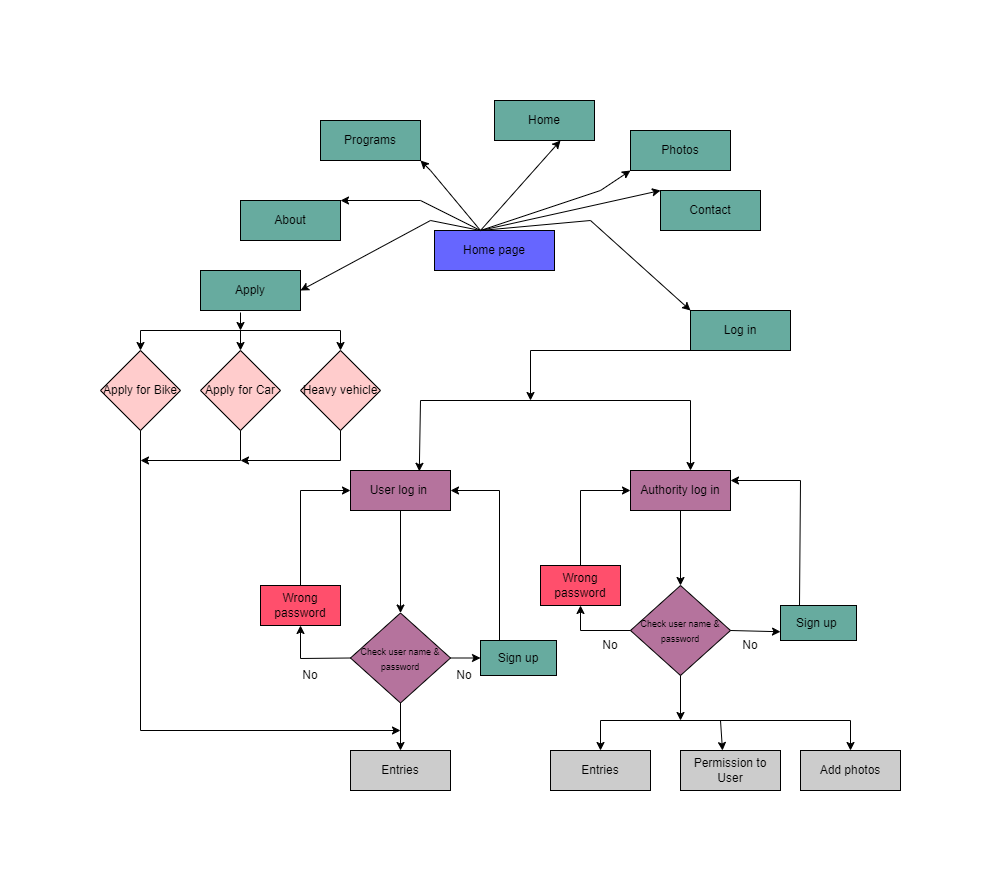 Home
Programs
Photos
Contact
About
Home page
Apply
Log in
Apply for Bike
Apply for Car
Heavy vehicle
User log in
Authority log in
Wrong
password
Wrong
password
Check user name &
password
Sign up
No
No
Check user name &
password
Sign up
No
No
Entries
Entries
Permission to
User
Add photos